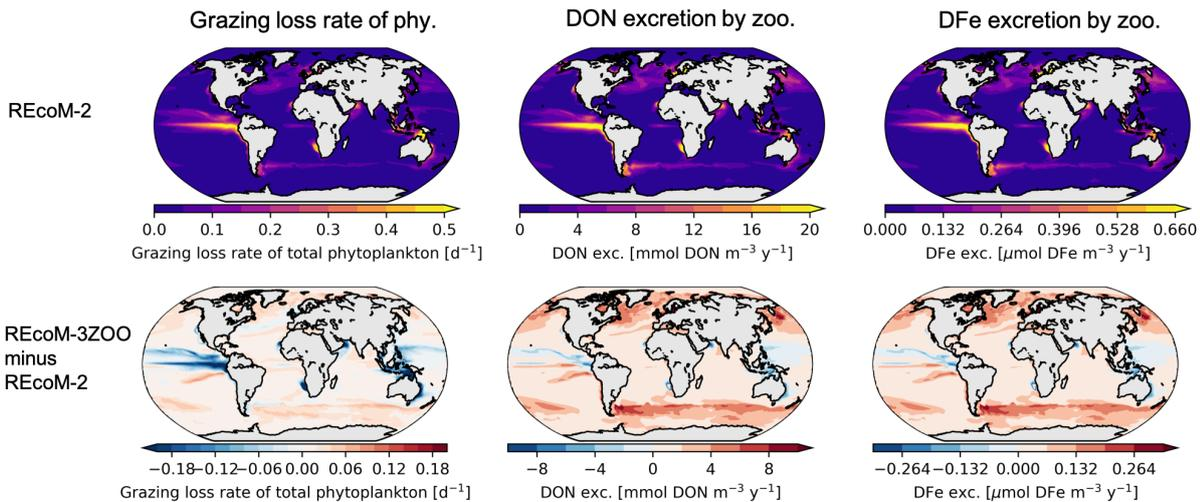 Grazing loss rate of phy.
DON excretion by zoo.
DFe excretion by zoo.
REcoM-2
0.0 0.1 0.2 0.3 0.4 0.5
Grazing loss rate of total phytoplankton [d⁻¹]
0 4 8 12 16 20
DON exc. [mmol DON m⁻³ y⁻¹]
0.000 0.132 0.264 0.396 0.528 0.660
DFe exc. [µmol DFe m⁻³ y⁻¹]
REcoM-3ZOO
minus
REcoM-2
−0.18 −0.12 −0.06 0.00 0.06 0.12 0.18
Grazing loss rate of total phytoplankton [d⁻¹]
−8 −4 0 4 8
DON exc. [mmol DON m⁻³ y⁻¹]
−0.264 −0.132 0.000 0.132 0.264
DFe exc. [µmol DFe m⁻³ y⁻¹]